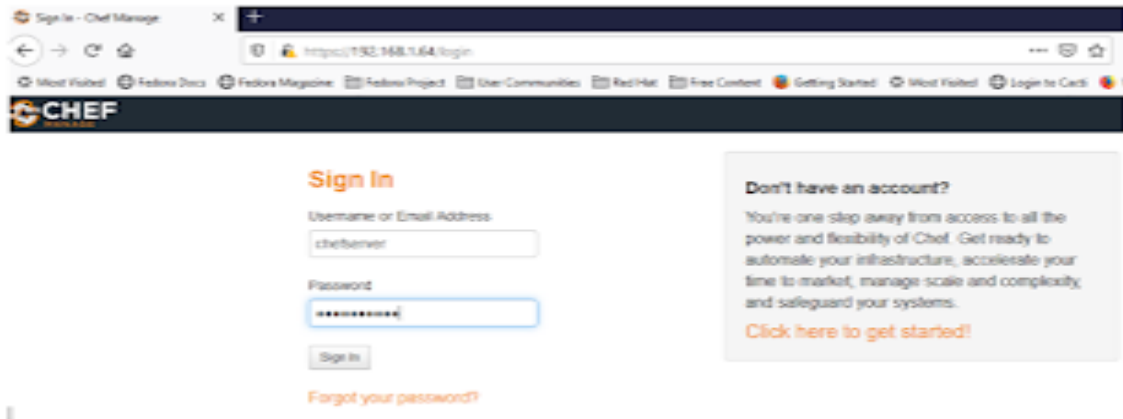 Sign In - Chef Manage
https://192.168.1.64/login
Most Visited Fedora Docs Fedora Magazine Fedora Project User Communities Red Hat Free Content Getting Started Most Visited Login to Cacti
CHEF
MANAGE
Sign In
Username or Email Address
chefserver
Password
Sign In
Forgot your password?
Don't have an account?
You're one step away from access to all the
power and flexibility of Chef. Get ready to
automate your infrastructure, accelerate your
time to market, manage scale and complexity,
and safeguard your systems.
Click here to get started!